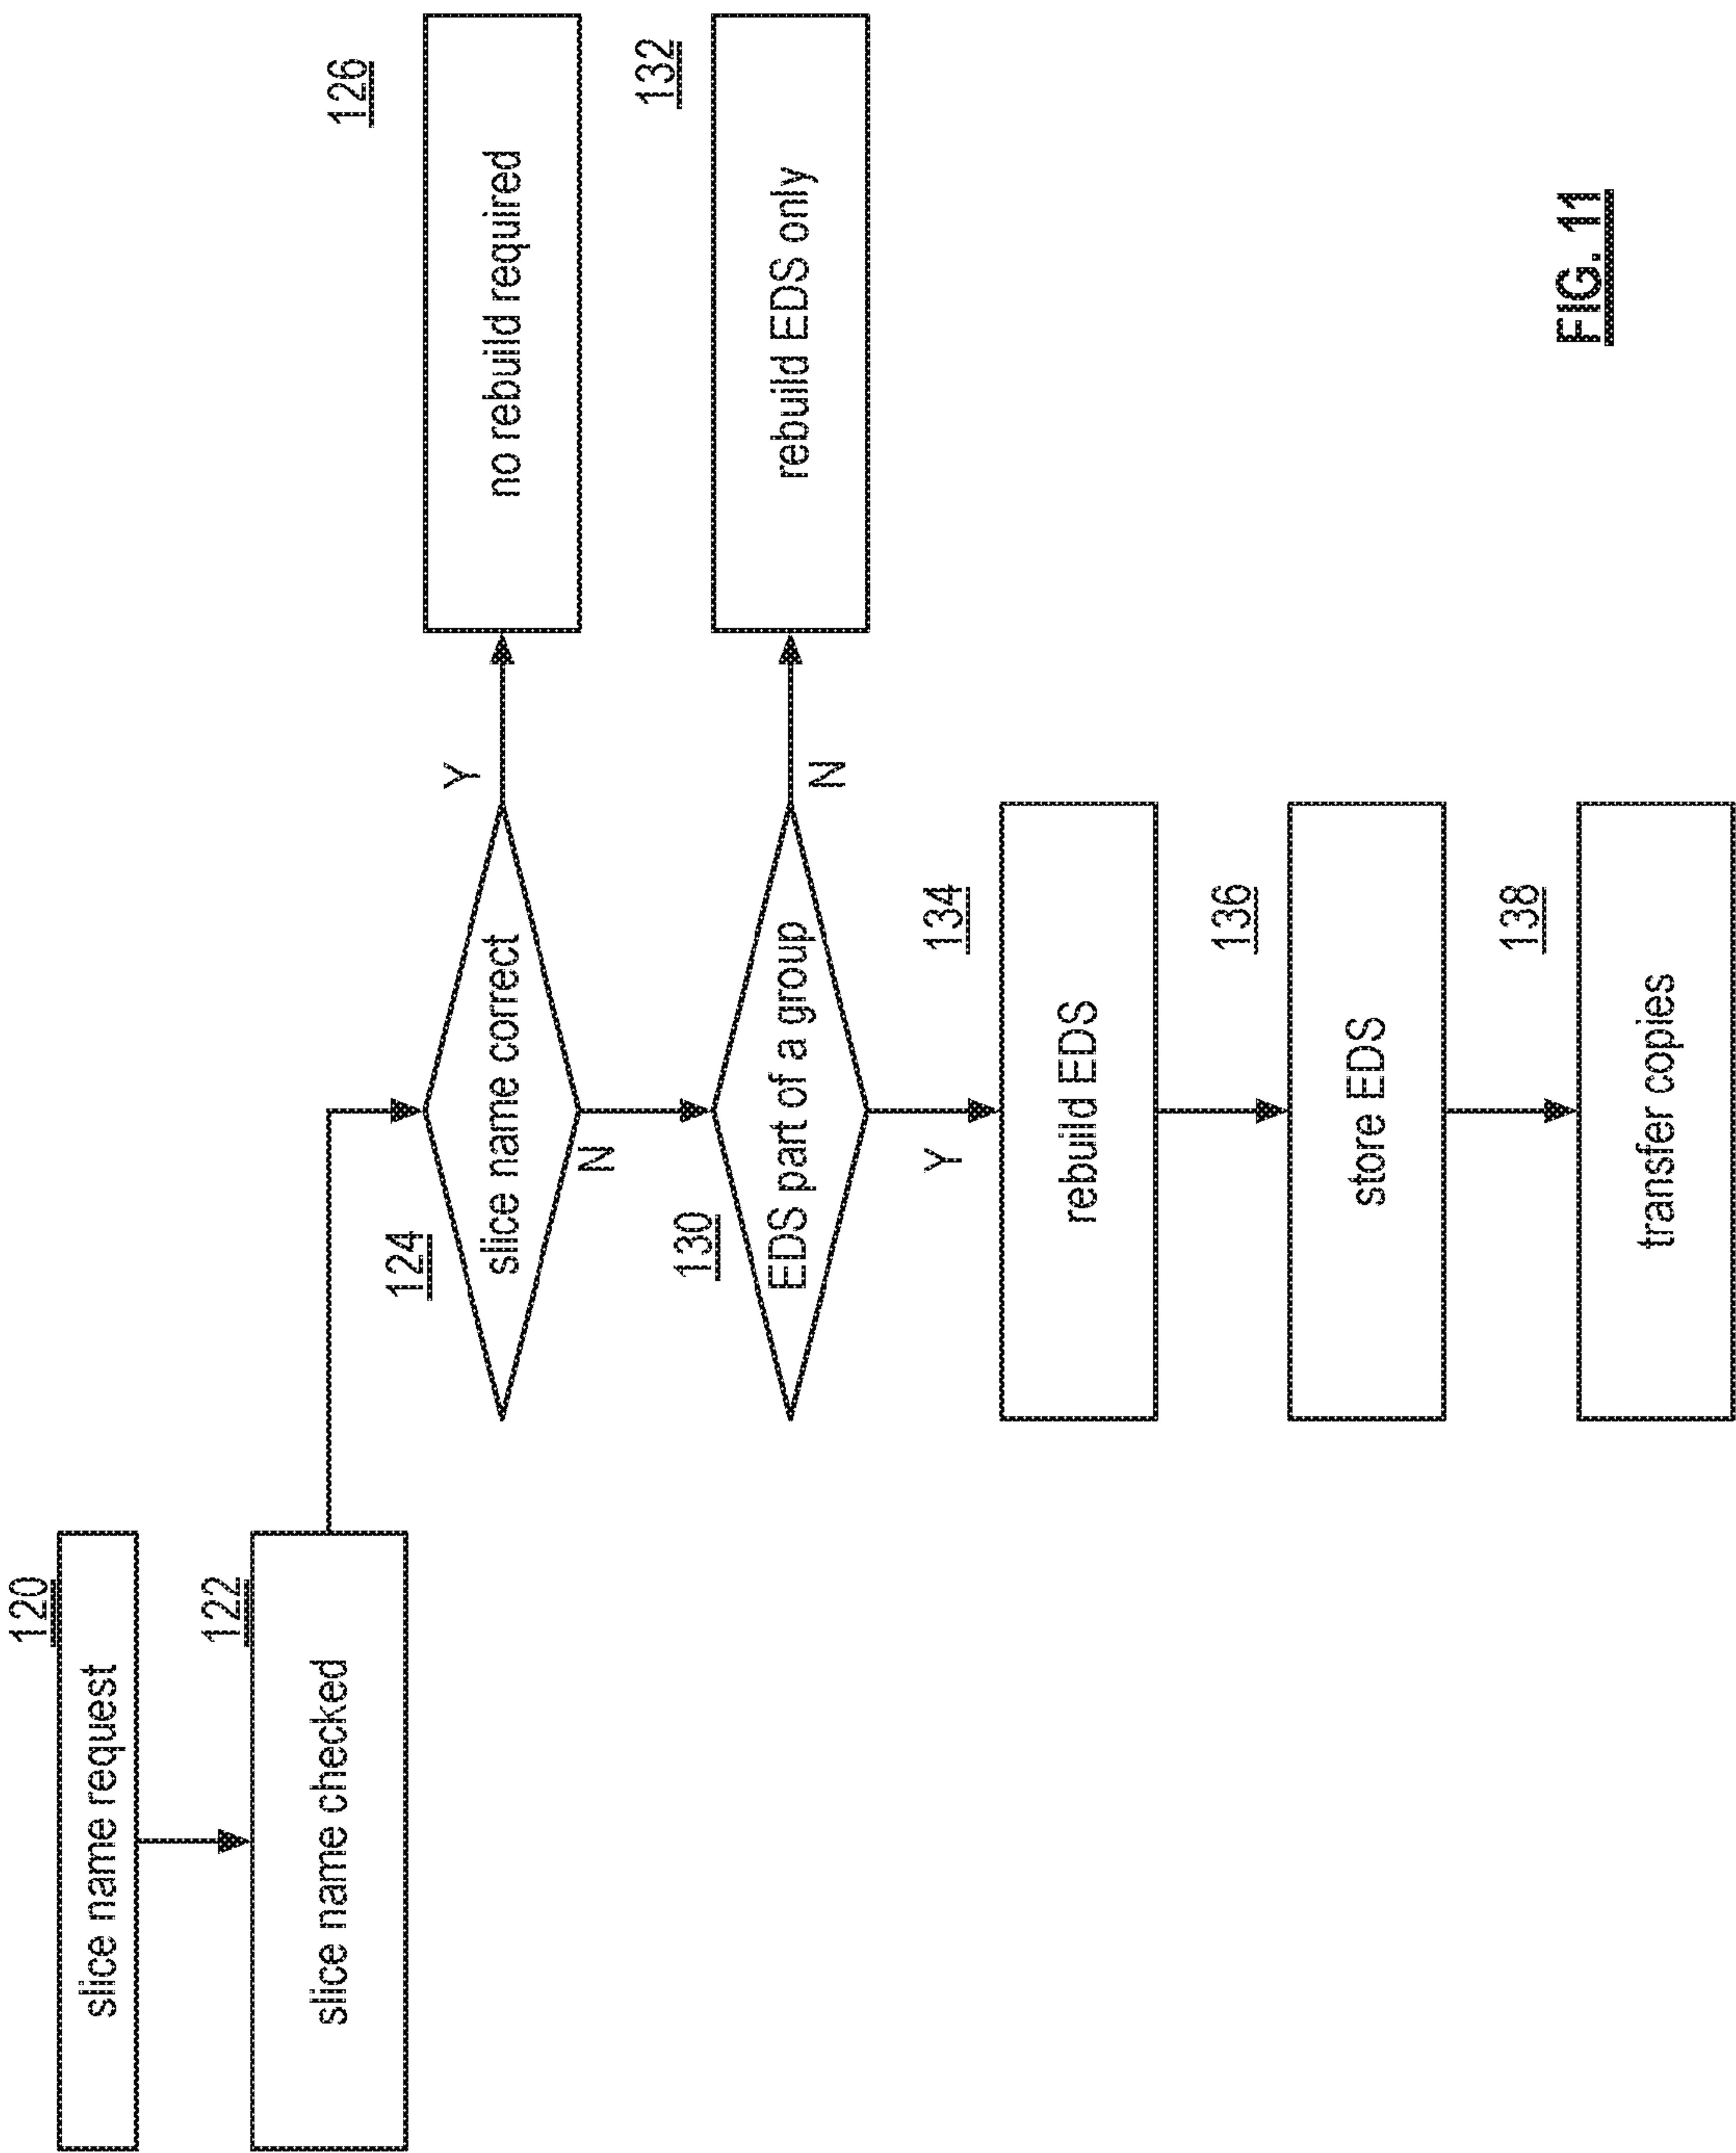 120
slice name request
122
slice name checked
124
slice name correct
Y
126
no rebuild required
N
130
EDS part of a group
N
132
rebuild EDS only
Y
134
rebuild EDS
136
store EDS
138
transfer copies
FIG. 11